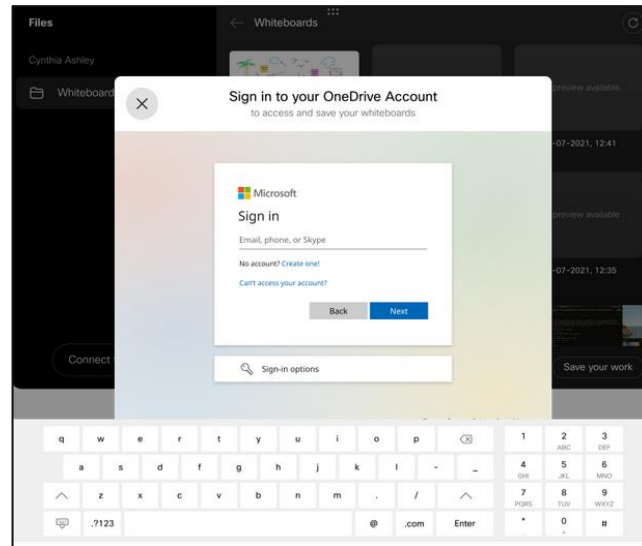 Files
Whiteboards
Cynthia Ashley
Whiteboard
preview available
Sign in to your OneDrive Account
to access and save your whiteboards
-07-2021, 12:41
Microsoft
Sign in
Email, phone, or Skype
No account? Create one!
Can't access your account?
Back Next
preview available
-07-2021, 12:35
Sign-in options
Connect
Save your work
q w e r t y u i o p 1 2 ABC 3 DEF
a s d f g h j k l - _ 4 GHI 5 JKL 6 MNO
z x c v b n m . / 7 PQRS 8 TUV 9 WXYZ
.?123 @ .com Enter * . 0 + #